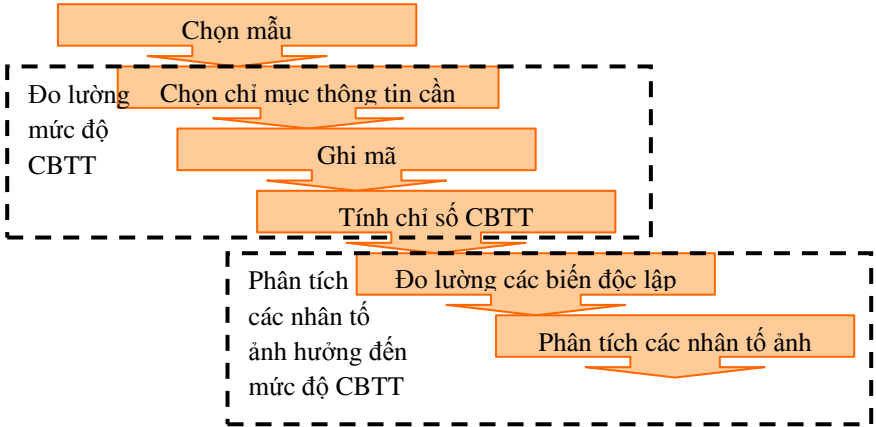 Chọn mẫu
Đo lường
mức độ
CBTT
Chọn chỉ mục thông tin cần
Ghi mã
Tính chỉ số CBTT
Phân tích
các nhân tố
ảnh hưởng đến
mức độ CBTT
Đo lường các biến độc lập
Phân tích các nhân tố ảnh